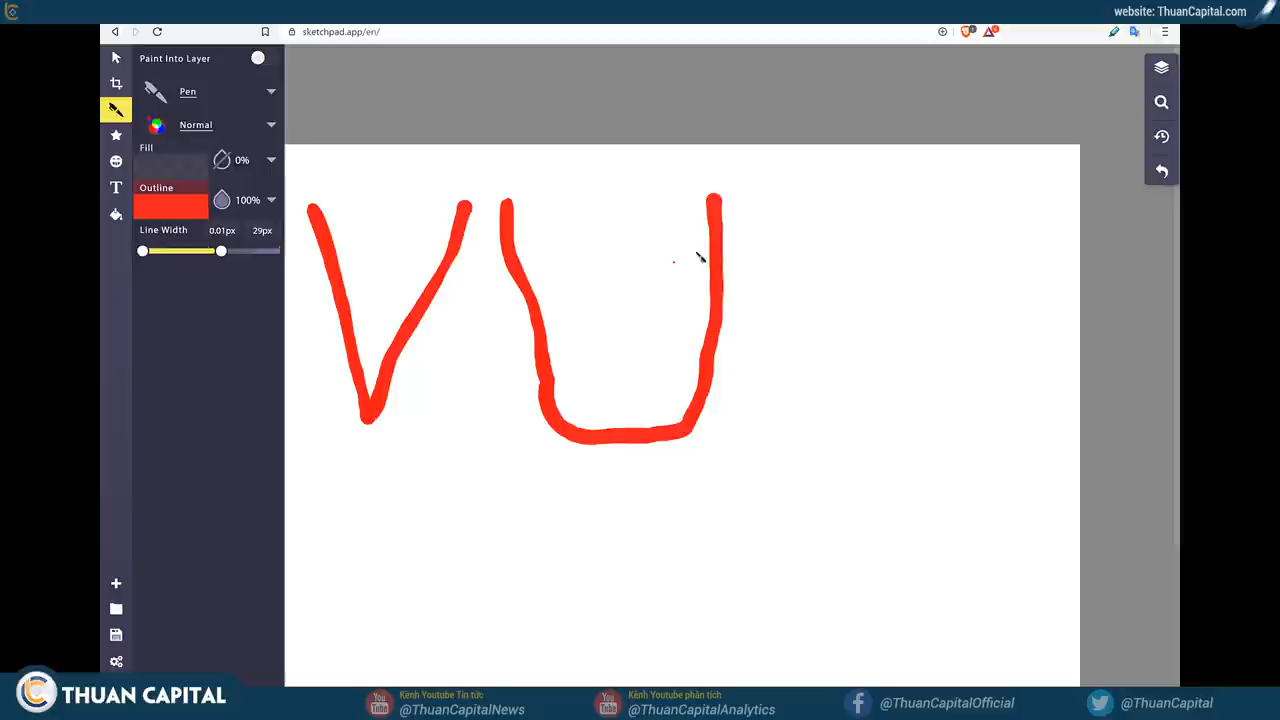 website: ThuanCapital.com
sketchpad.app/en/
Paint Into Layer
Pen
Normal
Fill
0%
Outline
100%
Line Width 0.01px 29px
VU
THUAN CAPITAL
Kênh Youtube Tin tức
@ThuanCapitalNews
Kênh Youtube phân tích
@ThuanCapitalAnalytics
@ThuanCapitalOfficial
@ThuanCapital